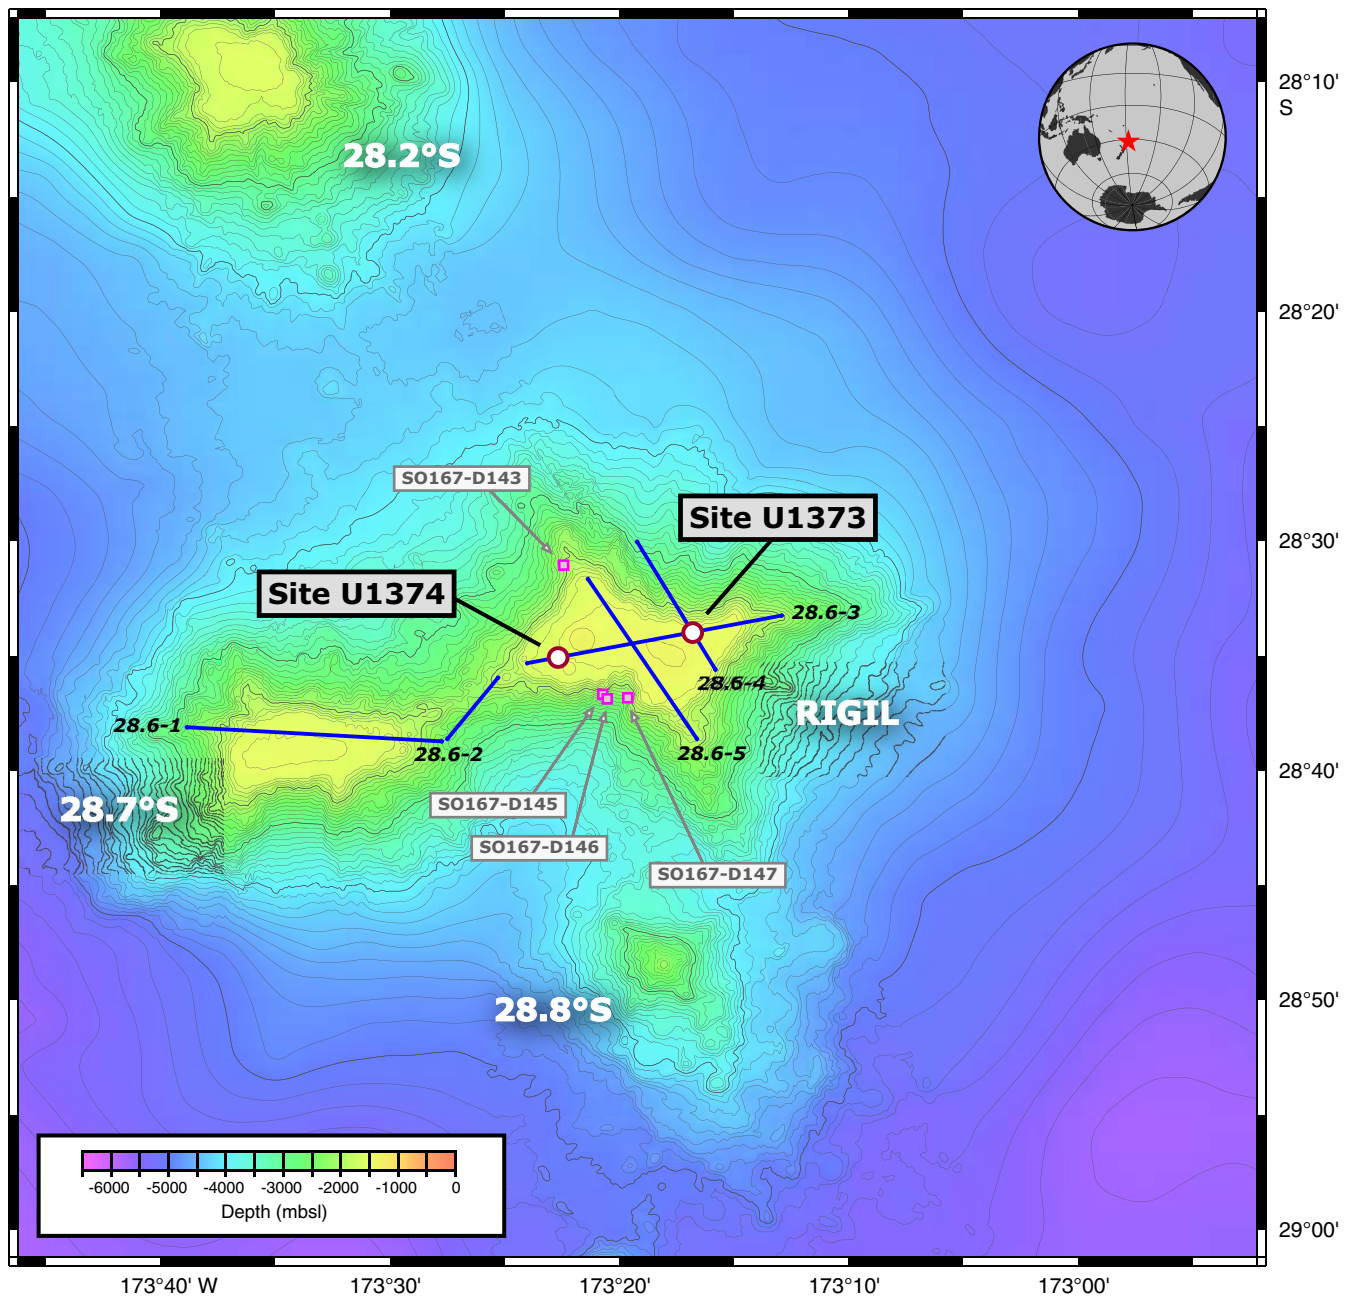 28°10'
S
28.2°S
28°20'
SO167-D143
Site U1373
28°30'
Site U1374
28.6-3
28.6-4
RIGIL
28.6-1
28.6-2
28.6-5
28°40'
28.7°S
SO167-D145
SO167-D146
SO167-D147
28.8°S
28°50'
-6000 -5000 -4000 -3000 -2000 -1000 0
Depth (mbsl)
29°00'
173°40' W 173°30' 173°20' 173°10' 173°00'